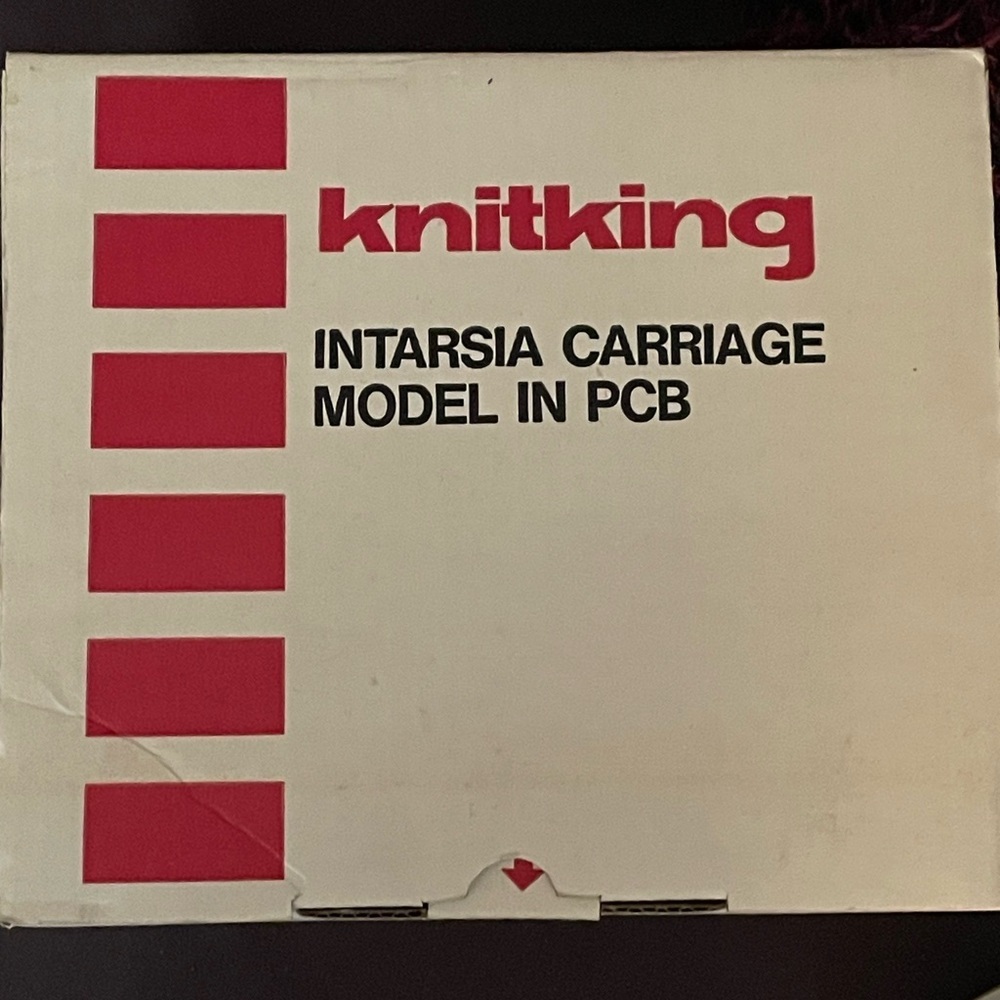 knitking
INTARSIA CARRIAGE
MODEL IN PCB